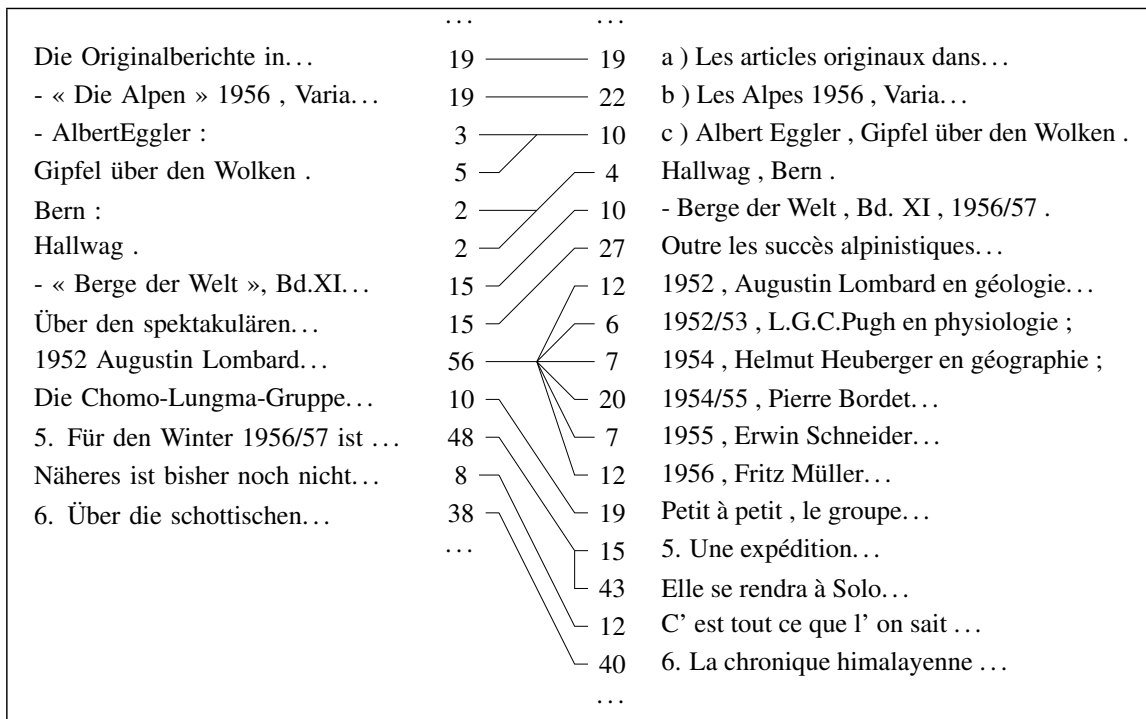 ... ...
Die Originalberichte in... 19 19 a ) Les articles originaux dans...
- « Die Alpen » 1956 , Varia... 19 22 b ) Les Alpes 1956 , Varia...
- AlbertEggler : 3 10 c ) Albert Eggler , Gipfel über den Wolken .
Gipfel über den Wolken . 5 4 Hallwag , Bern .
Bern : 2 10 - Berge der Welt , Bd. XI , 1956/57 .
Hallwag . 2 27 Outre les succès alpinistiques...
- « Berge der Welt », Bd.XI... 15 12 1952 , Augustin Lombard en géologie...
Über den spektakulären... 15 6 1952/53 , L.G.C.Pugh en physiologie ;
1952 Augustin Lombard... 56 7 1954 , Helmut Heuberger en géographie ;
Die Chomo-Lungma-Gruppe... 10 20 1954/55 , Pierre Bordet...
5. Für den Winter 1956/57 ist ... 48 7 1955 , Erwin Schneider...
Näheres ist bisher noch nicht... 8 12 1956 , Fritz Müller...
6. Über die schottischen... 38 19 Petit à petit , le groupe...
... 15 5. Une expédition...
43 Elle se rendra à Solo...
12 C' est tout ce que l' on sait ...
40 6. La chronique himalayenne ...
...